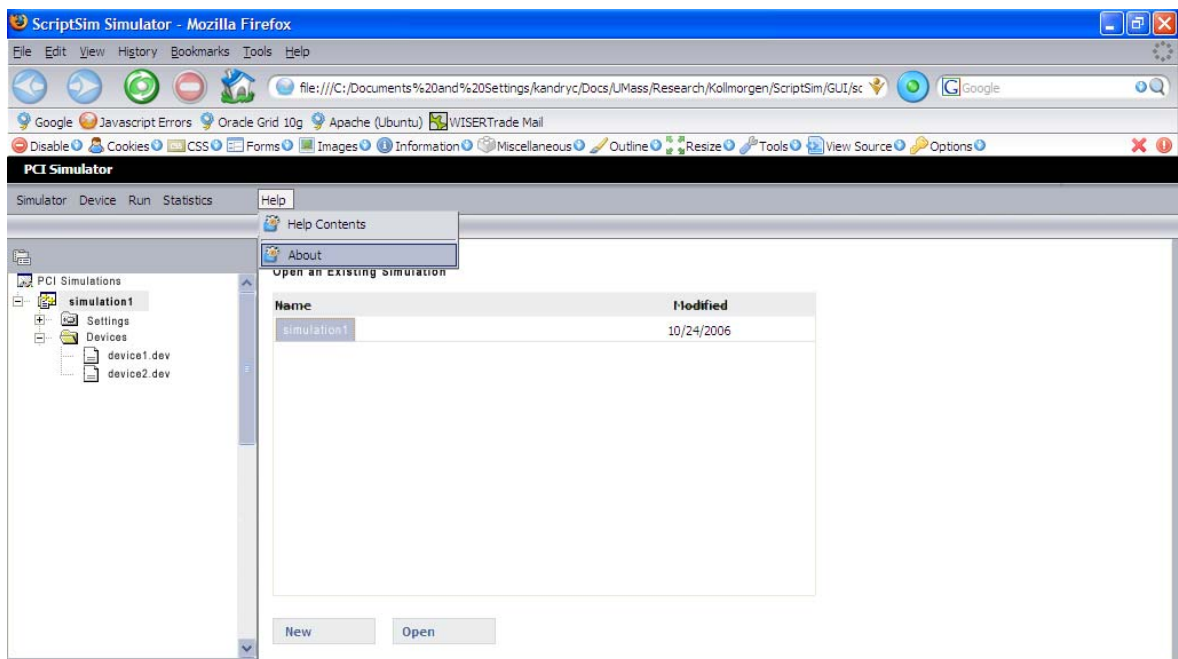 ScriptSim Simulator - Mozilla Firefox
File Edit View History Bookmarks Tools Help
file:///C:/Documents%20and%20Settings/kandryc/Docs/UMass/Research/Kollmorgen/ScriptSim/GUI/sc G Google
Google Javascript Errors Oracle Grid 10g Apache (Ubuntu) WISERTrade Mail
Disable Cookies CSS Forms Images Information Miscellaneous Outline Resize Tools View Source Options
PCI Simulator
Simulator Device Run Statistics Help
Help Contents
About
Open an Existing Simulation
PCI Simulations
simulation1
Settings
Devices
device1.dev
device2.dev
Name Modified
simulation1 10/24/2006
New Open